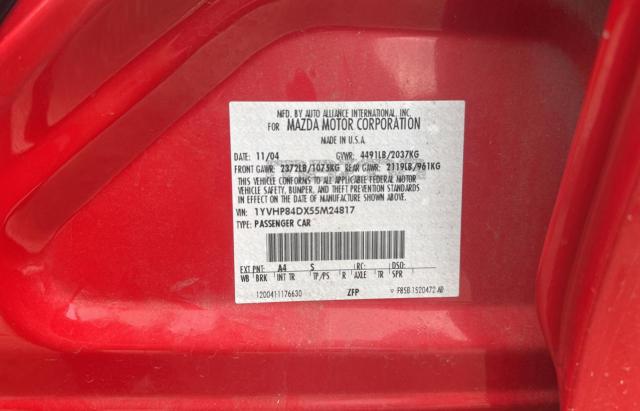 MFD. BY AUTO ALLIANCE INTERNATIONAL, INC.
FOR MAZDA MOTOR CORPORATION
MADE IN U.S.A.
DATE: 11/04 GVWR: 4491LB/2037KG
FRONT GAWR: 2372LB/1075KG REAR GAWR: 2119LB/961KG
THIS VEHICLE CONFORMS TO ALL APPLICABLE FEDERAL MOTOR
VEHICLE SAFETY, BUMPER, AND THEFT PREVENTION STANDARDS
IN EFFECT ON THE DATE OF MANUFACTURE SHOWN ABOVE.
VIN: 1YVHP84DX55M24817
TYPE: PASSENGER CAR
EXT PNT: A4 S RC: DSO:
WB BRK INT TR TP/PS R AXLE TR SPR
1200411176630 ZFP F85B-1520472-AB